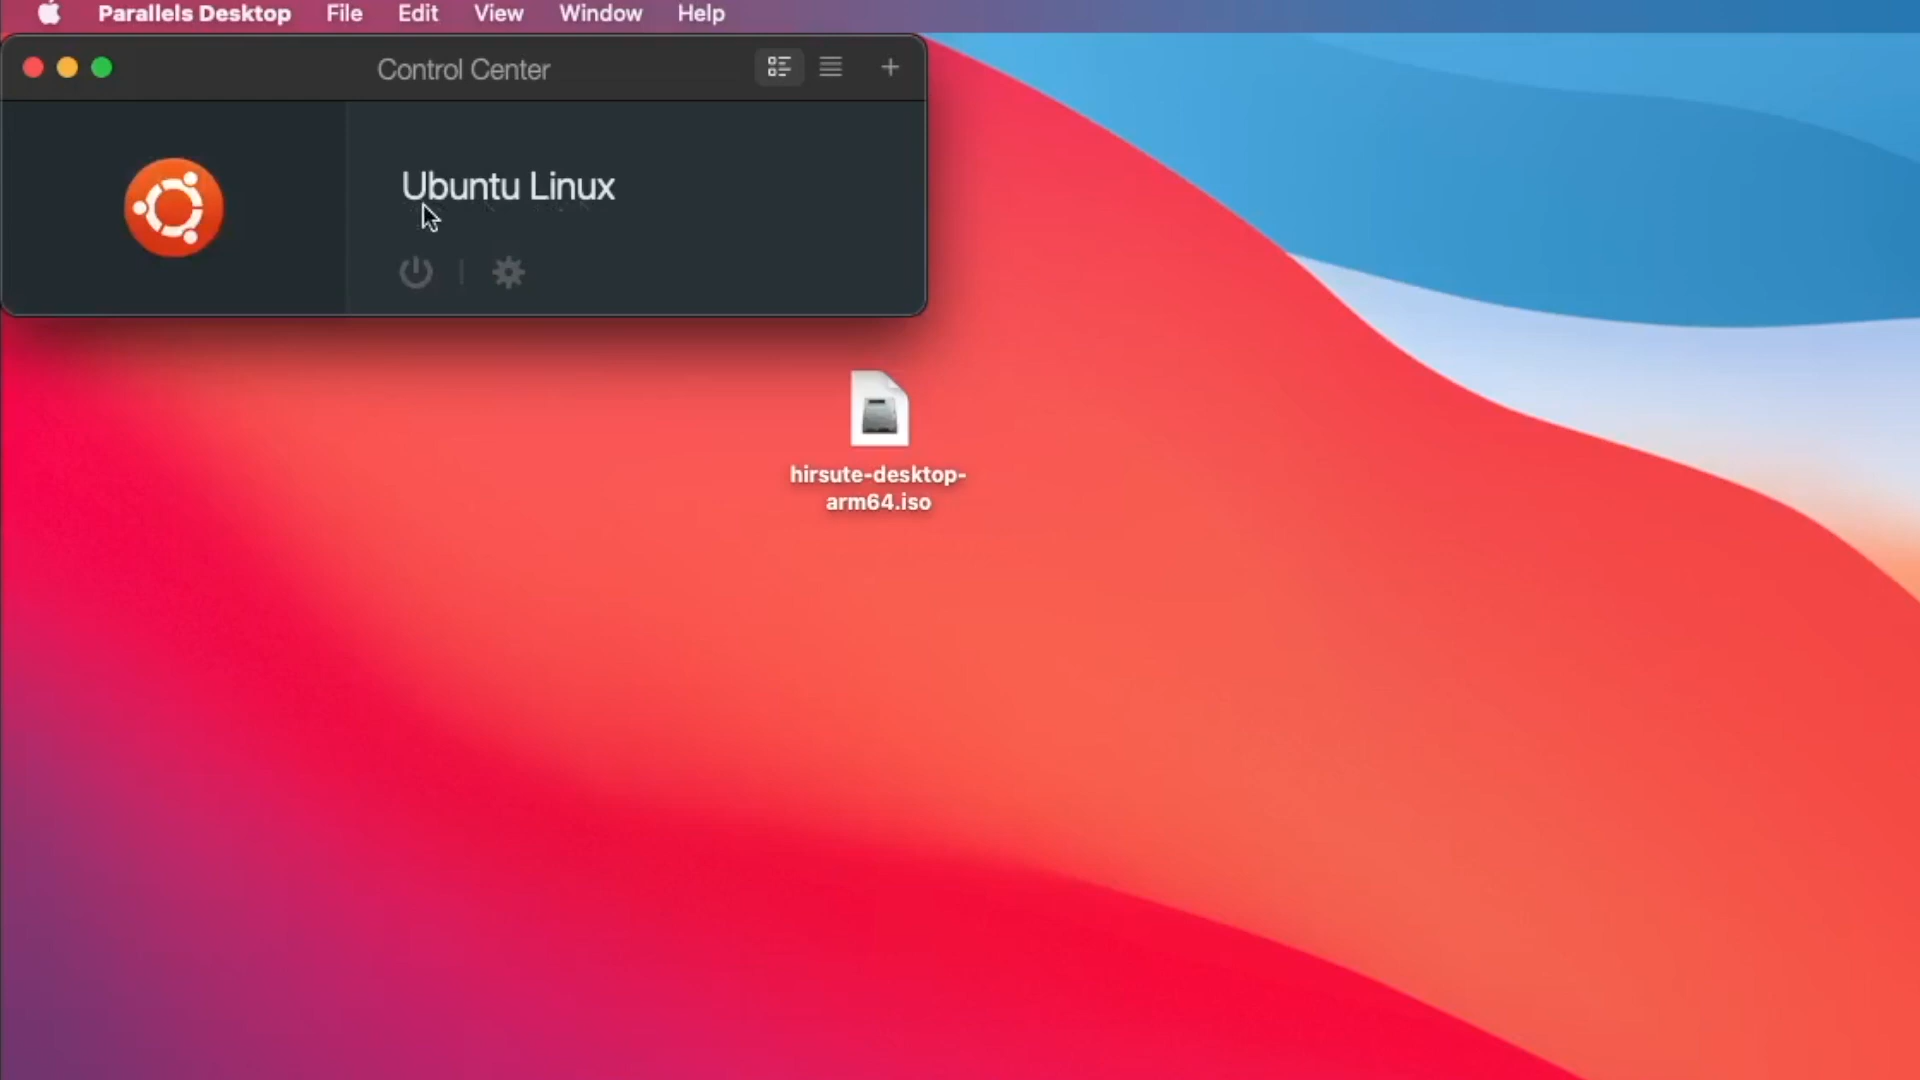 Parallels Desktop File Edit View Window Help
Control Center
Ubuntu Linux
hirsute-desktop-
arm64.iso